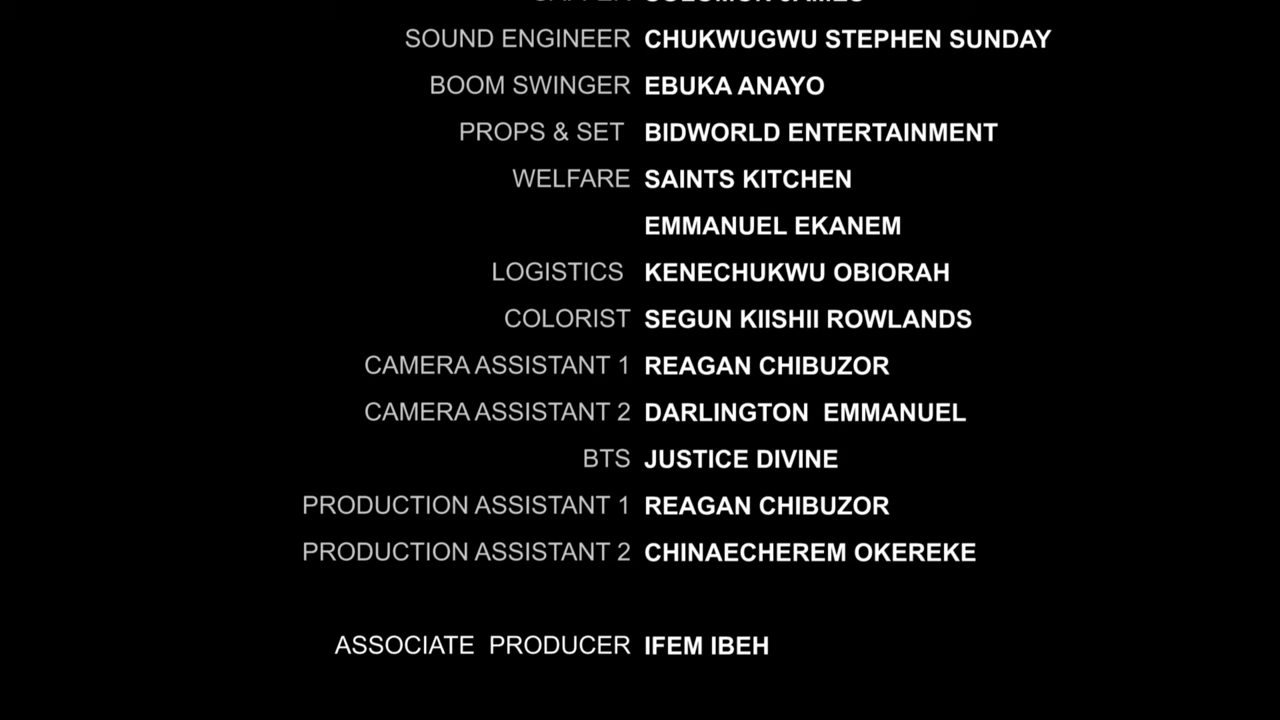 SOLOMON JAMES
SOUND ENGINEER CHUKWUGWU STEPHEN SUNDAY
BOOM SWINGER EBUKA ANAYO
PROPS & SET BIDWORLD ENTERTAINMENT
WELFARE SAINTS KITCHEN
EMMANUEL EKANEM
LOGISTICS KENECHUKWU OBIORAH
COLORIST SEGUN KIISHII ROWLANDS
CAMERA ASSISTANT 1 REAGAN CHIBUZOR
CAMERA ASSISTANT 2 DARLINGTON EMMANUEL
BTS JUSTICE DIVINE
PRODUCTION ASSISTANT 1 REAGAN CHIBUZOR
PRODUCTION ASSISTANT 2 CHINAECHEREM OKEREKE
ASSOCIATE PRODUCER IFEM IBEH